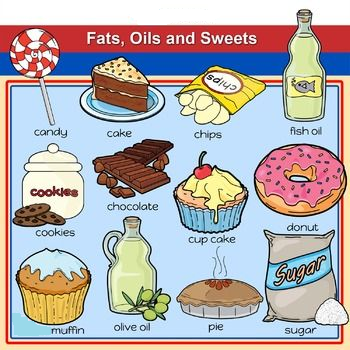 Fats, Oils and Sweets
chips
candy
cake
chips
fish oil
cookies
cookies
chocolate
cup cake
donut
Sugar
muffin
olive oil
pie
sugar